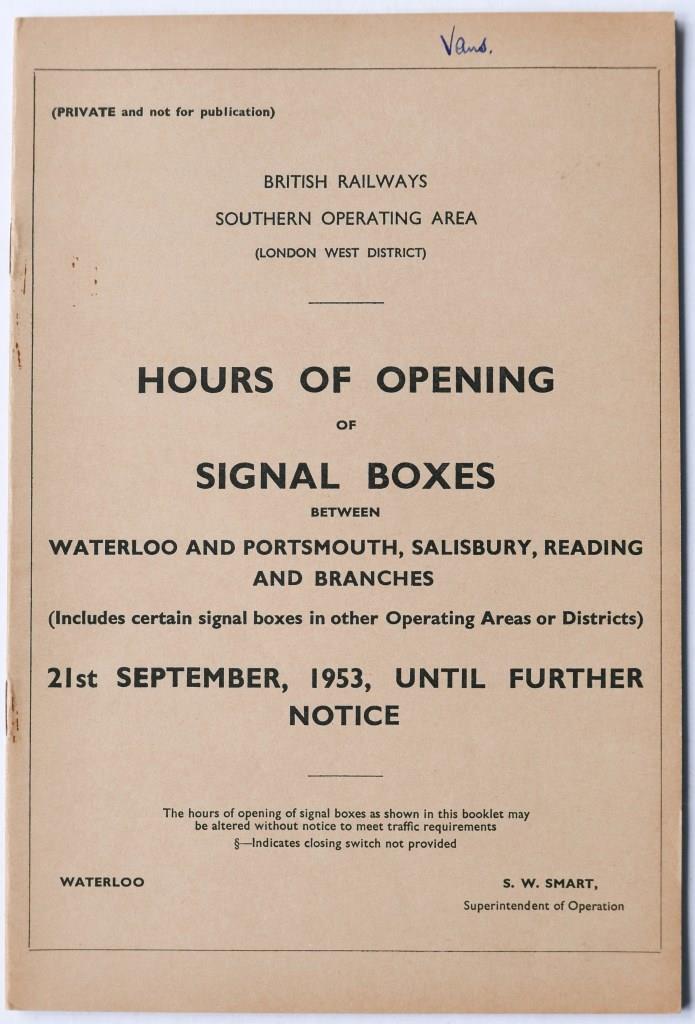 Vans.
(PRIVATE and not for publication)
BRITISH RAILWAYS
SOUTHERN OPERATING AREA
(LONDON WEST DISTRICT)
HOURS OF OPENING
OF
SIGNAL BOXES
BETWEEN
WATERLOO AND PORTSMOUTH, SALISBURY, READING
AND BRANCHES
(Includes certain signal boxes in other Operating Areas or Districts)
21st SEPTEMBER, 1953, UNTIL FURTHER
NOTICE
The hours of opening of signal boxes as shown in this booklet may
be altered without notice to meet traffic requirements
§—Indicates closing switch not provided
WATERLOO
S. W. SMART,
Superintendent of Operation